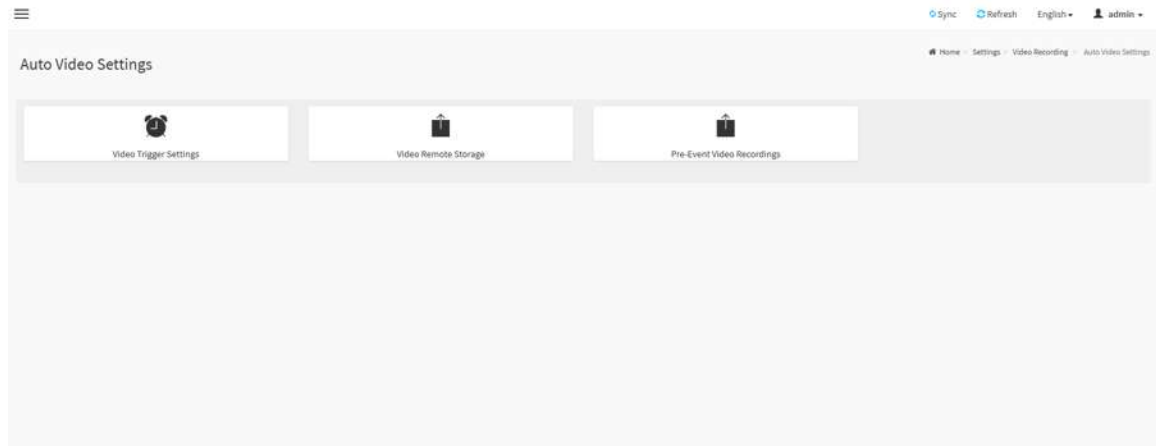 Sync Refresh English admin
Home Settings Video Recording Auto Video Settings
Auto Video Settings
Video Trigger Settings Video Remote Storage Pre-Event Video Recordings